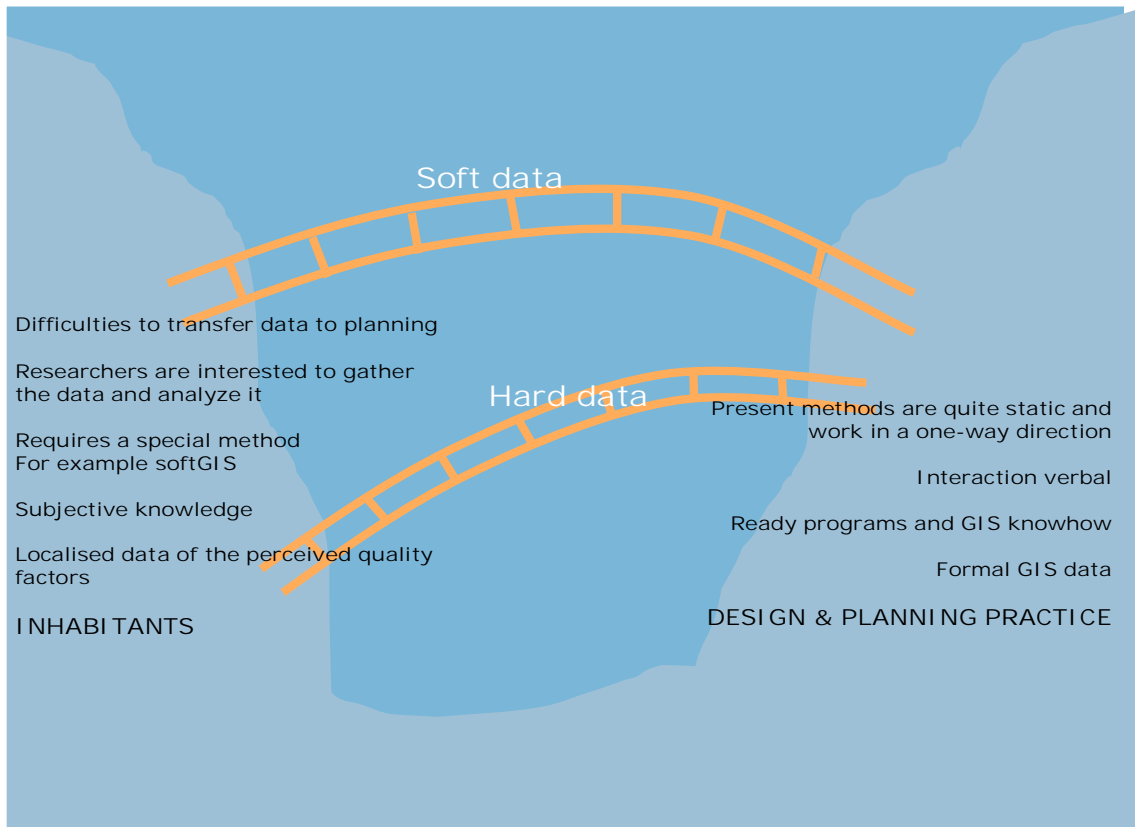 Soft data
Difficulties to transfer data to planning
Researchers are interested to gather
the data and analyze it
Requires a special method
For example softGIS
Subjective knowledge
Localised data of the perceived quality
factors
INHABITANTS
Hard data
Present methods are quite static and
work in a one-way direction
Interaction verbal
Ready programs and GIS knowhow
Formal GIS data
DESIGN & PLANNING PRACTICE